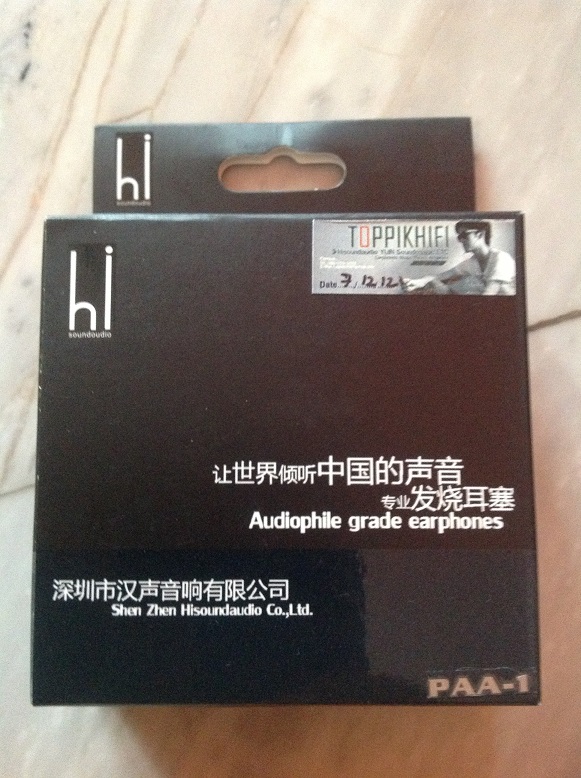 hi
soundaudio
hi
soundaudio
TOPPIKHIFI
Date 7 / 12 12
让世界倾听中国的声音
专业发烧耳塞
Audiophile grade earphones
深圳市汉声音响有限公司
Shen Zhen Hisoundaudio Co.,Ltd.
PAA-1